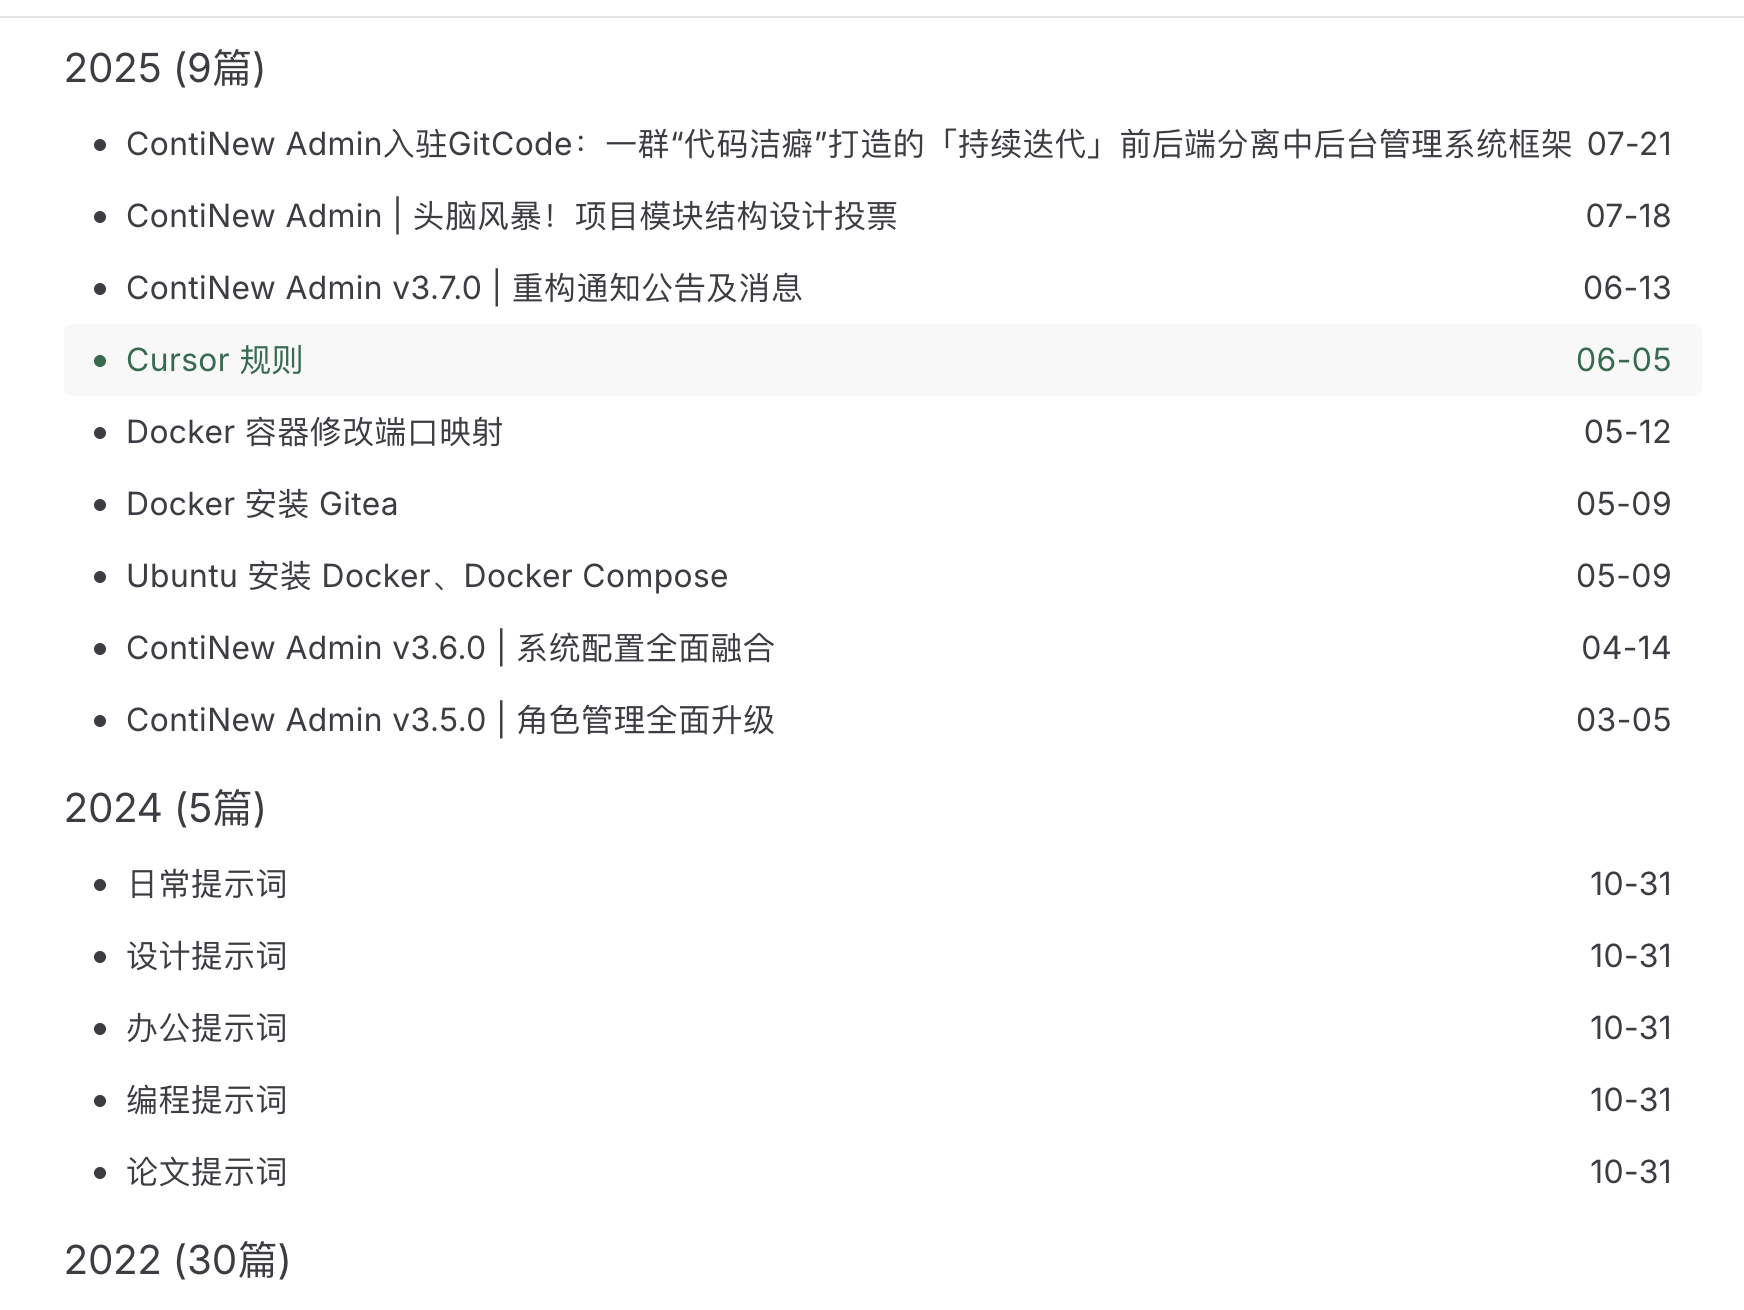 2025 (9篇)
ContiNew Admin入驻GitCode：一群“代码洁癖”打造的「持续迭代」前后端分离中后台管理系统框架 07-21
ContiNew Admin | 头脑风暴！项目模块结构设计投票 07-18
ContiNew Admin v3.7.0 | 重构通知公告及消息 06-13
Cursor 规则 06-05
Docker 容器修改端口映射 05-12
Docker 安装 Gitea 05-09
Ubuntu 安装 Docker、Docker Compose 05-09
ContiNew Admin v3.6.0 | 系统配置全面融合 04-14
ContiNew Admin v3.5.0 | 角色管理全面升级 03-05
2024 (5篇)
日常提示词 10-31
设计提示词 10-31
办公提示词 10-31
编程提示词 10-31
论文提示词 10-31
2022 (30篇)